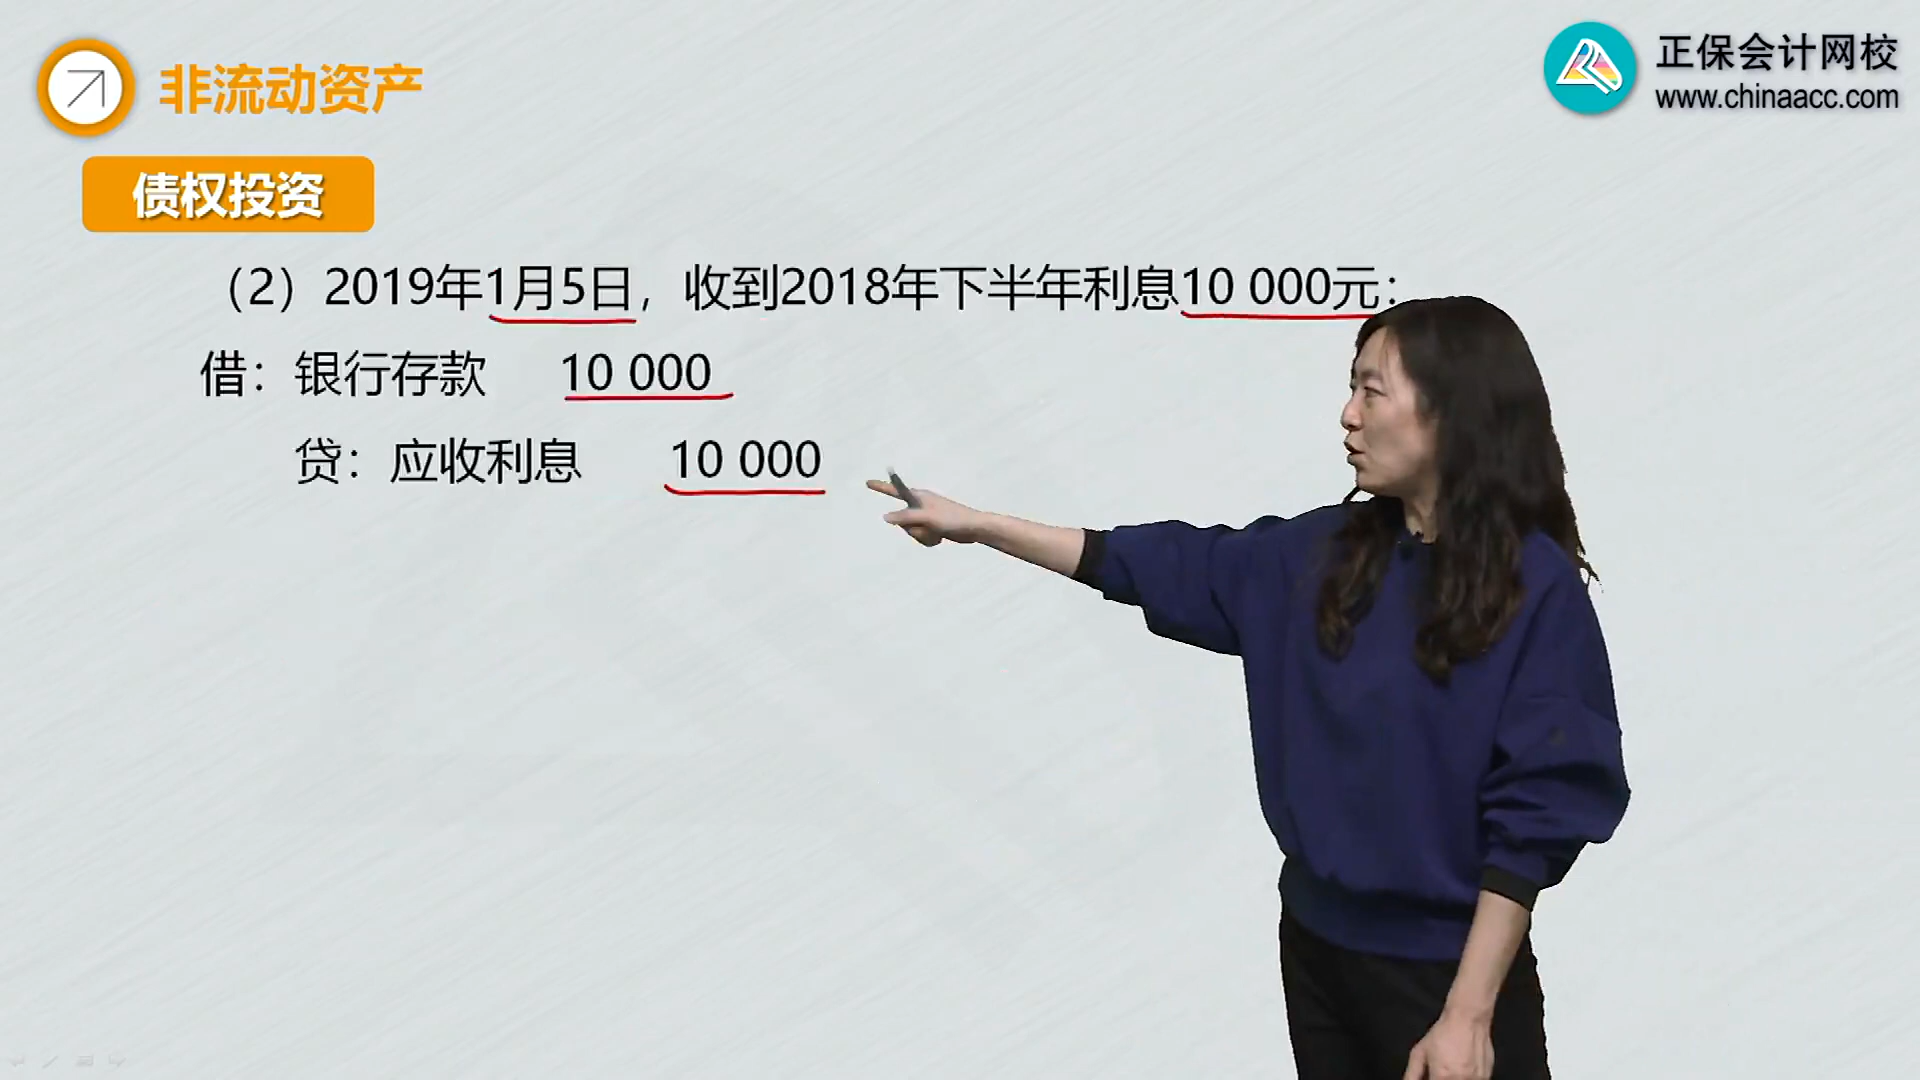 非流动资产
正保会计网校
www.chinaacc.com
债权投资
（2）2019年1月5日，收到2018年下半年利息10 000元：
借：银行存款 10 000
贷：应收利息 10 000